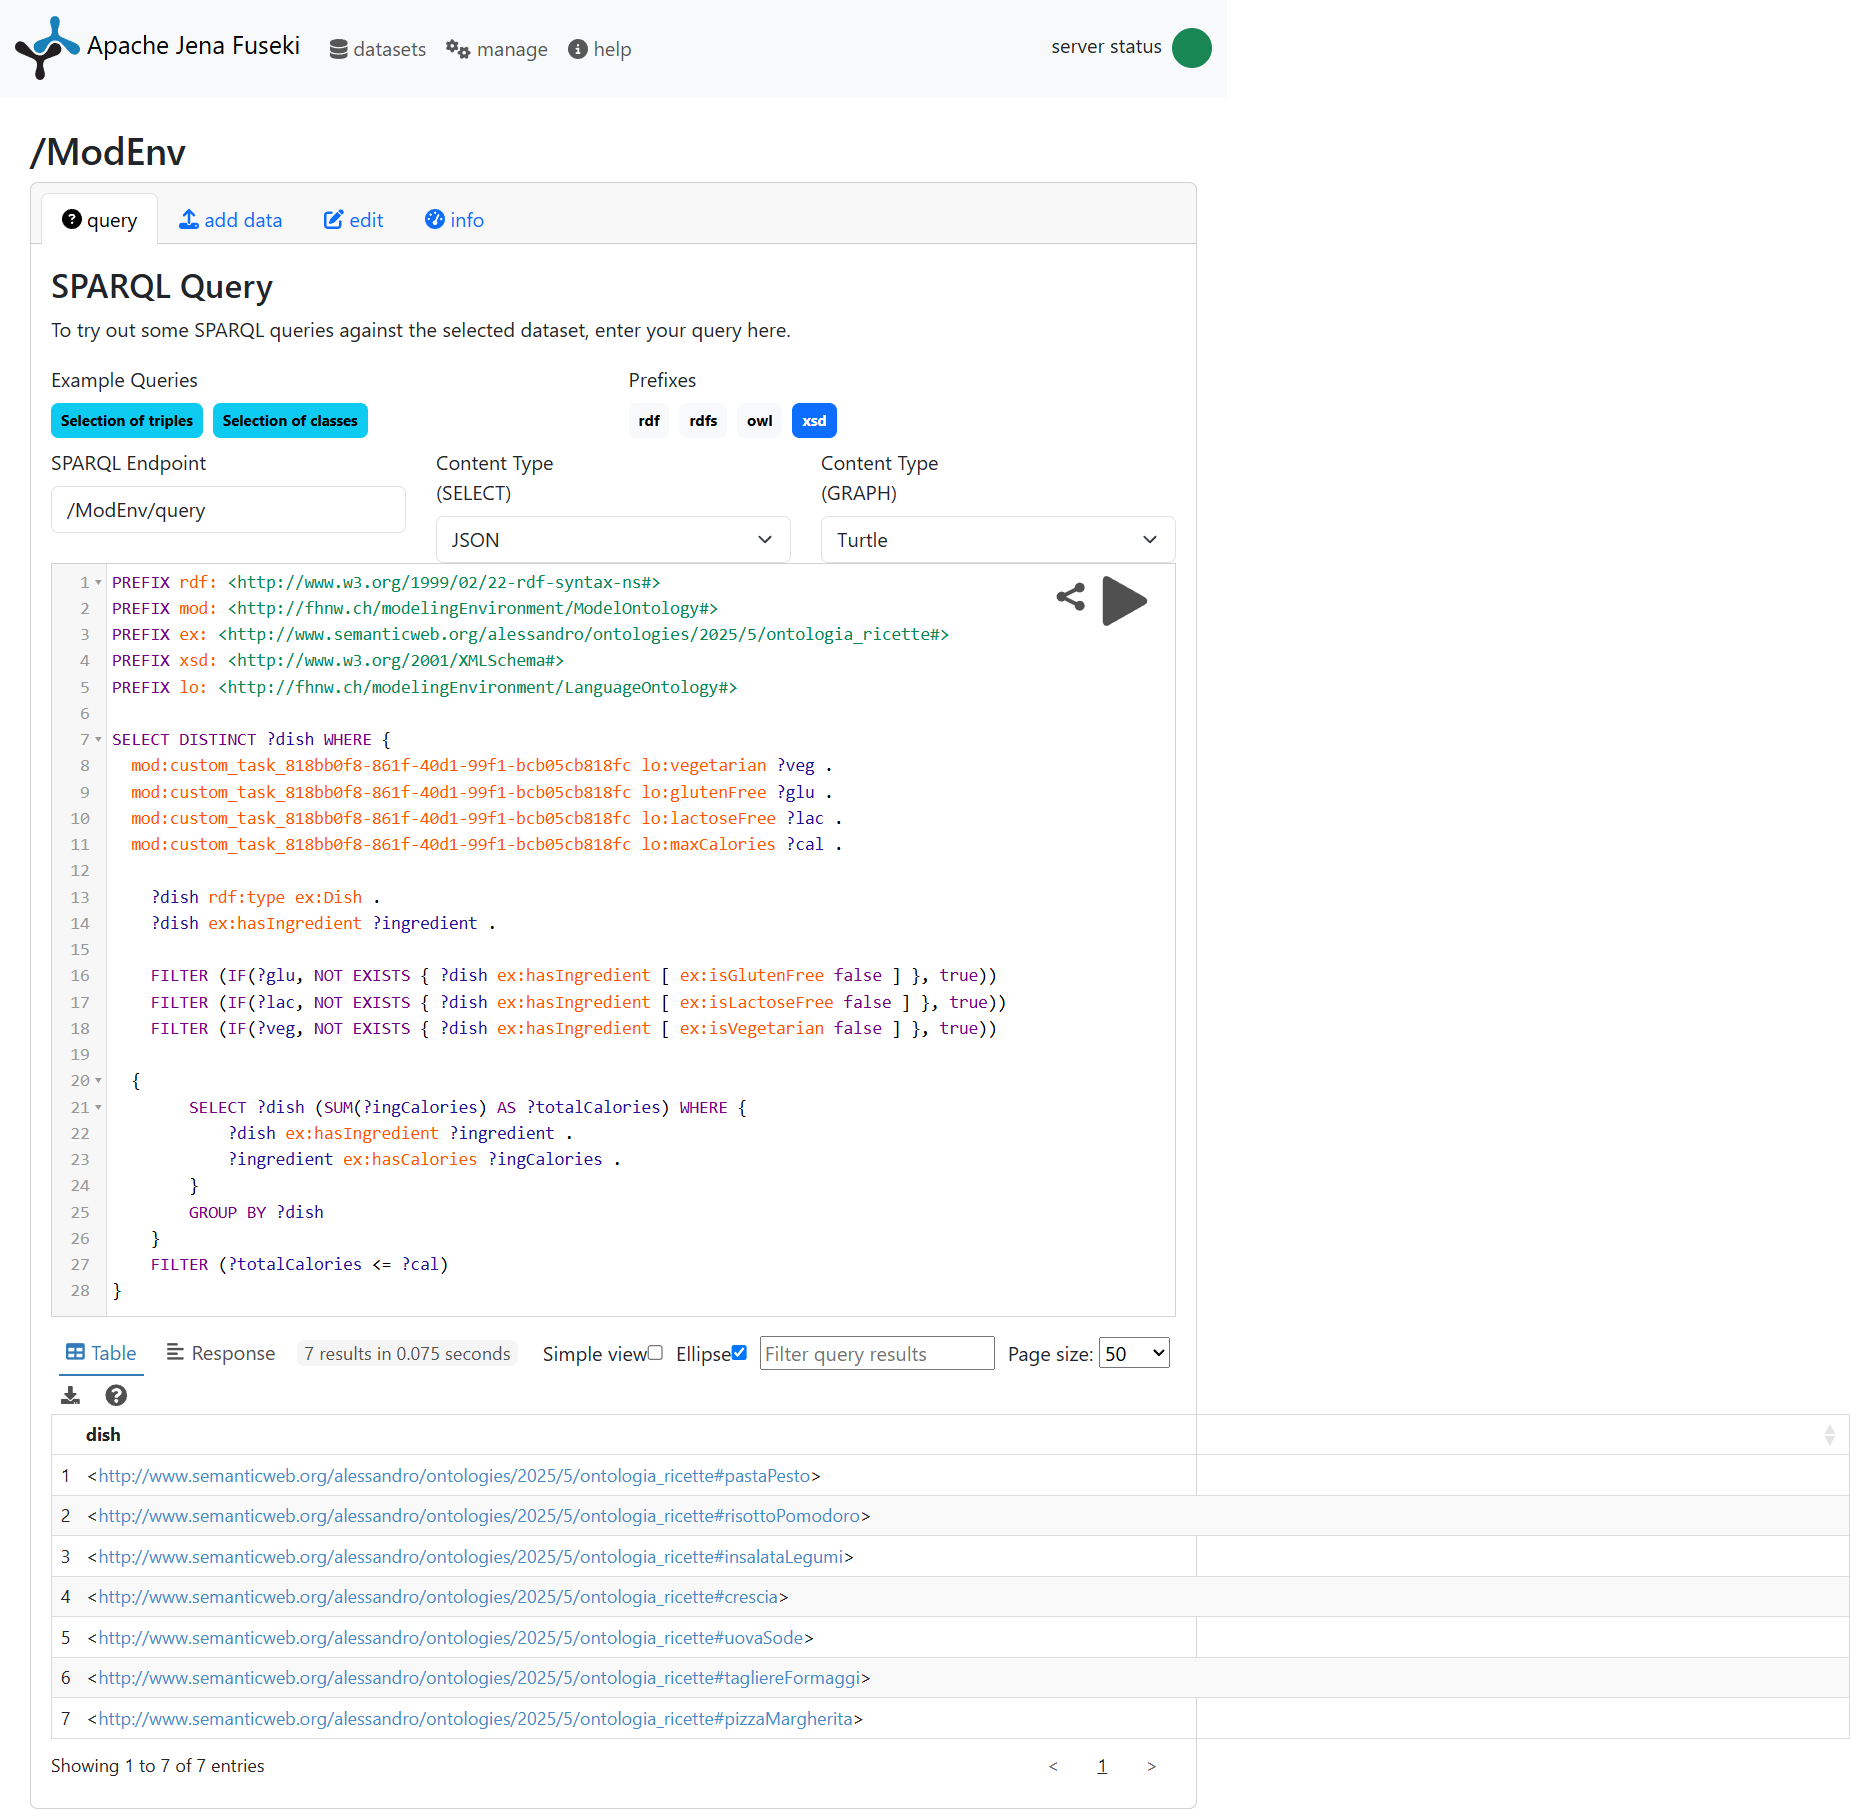 Apache Jena Fuseki datasets manage help server status
/ModEnv
query add data edit info
SPARQL Query
To try out some SPARQL queries against the selected dataset, enter your query here.
Example Queries Prefixes
Selection of triples Selection of classes rdf rdfs owl xsd
SPARQL Endpoint Content Type (SELECT) Content Type (GRAPH)
/ModEnv/query JSON Turtle
1 PREFIX rdf: <http://www.w3.org/1999/02/22-rdf-syntax-ns#>
2 PREFIX mod: <http://fhnw.ch/modelingEnvironment/ModelOntology#>
3 PREFIX ex: <http://www.semanticweb.org/alessandro/ontologies/2025/5/ontologia_ricette#>
4 PREFIX xsd: <http://www.w3.org/2001/XMLSchema#>
5 PREFIX lo: <http://fhnw.ch/modelingEnvironment/LanguageOntology#>
6
7 SELECT DISTINCT ?dish WHERE {
8 mod:custom_task_818bb0f8-861f-40d1-99f1-bcb05cb818fc lo:vegetarian ?veg .
9 mod:custom_task_818bb0f8-861f-40d1-99f1-bcb05cb818fc lo:glutenFree ?glu .
10 mod:custom_task_818bb0f8-861f-40d1-99f1-bcb05cb818fc lo:lactoseFree ?lac .
11 mod:custom_task_818bb0f8-861f-40d1-99f1-bcb05cb818fc lo:maxCalories ?cal .
12
13 ?dish rdf:type ex:Dish .
14 ?dish ex:hasIngredient ?ingredient .
15
16 FILTER (IF(?glu, NOT EXISTS { ?dish ex:hasIngredient [ ex:isGlutenFree false ] }, true))
17 FILTER (IF(?lac, NOT EXISTS { ?dish ex:hasIngredient [ ex:isLactoseFree false ] }, true))
18 FILTER (IF(?veg, NOT EXISTS { ?dish ex:hasIngredient [ ex:isVegetarian false ] }, true))
19
20 {
21 SELECT ?dish (SUM(?ingCalories) AS ?totalCalories) WHERE {
22 ?dish ex:hasIngredient ?ingredient .
23 ?ingredient ex:hasCalories ?ingCalories .
24 }
25 GROUP BY ?dish
26 }
27 FILTER (?totalCalories <= ?cal)
28 }
Table Response 7 results in 0.075 seconds Simple view Ellipse Filter query results Page size: 50
dish
1 <http://www.semanticweb.org/alessandro/ontologies/2025/5/ontologia_ricette#pastaPesto>
2 <http://www.semanticweb.org/alessandro/ontologies/2025/5/ontologia_ricette#risottoPomodoro>
3 <http://www.semanticweb.org/alessandro/ontologies/2025/5/ontologia_ricette#insalataLegumi>
4 <http://www.semanticweb.org/alessandro/ontologies/2025/5/ontologia_ricette#crescia>
5 <http://www.semanticweb.org/alessandro/ontologies/2025/5/ontologia_ricette#uovaSode>
6 <http://www.semanticweb.org/alessandro/ontologies/2025/5/ontologia_ricette#tagliereFormaggi>
7 <http://www.semanticweb.org/alessandro/ontologies/2025/5/ontologia_ricette#pizzaMargherita>
Showing 1 to 7 of 7 entries < 1 >